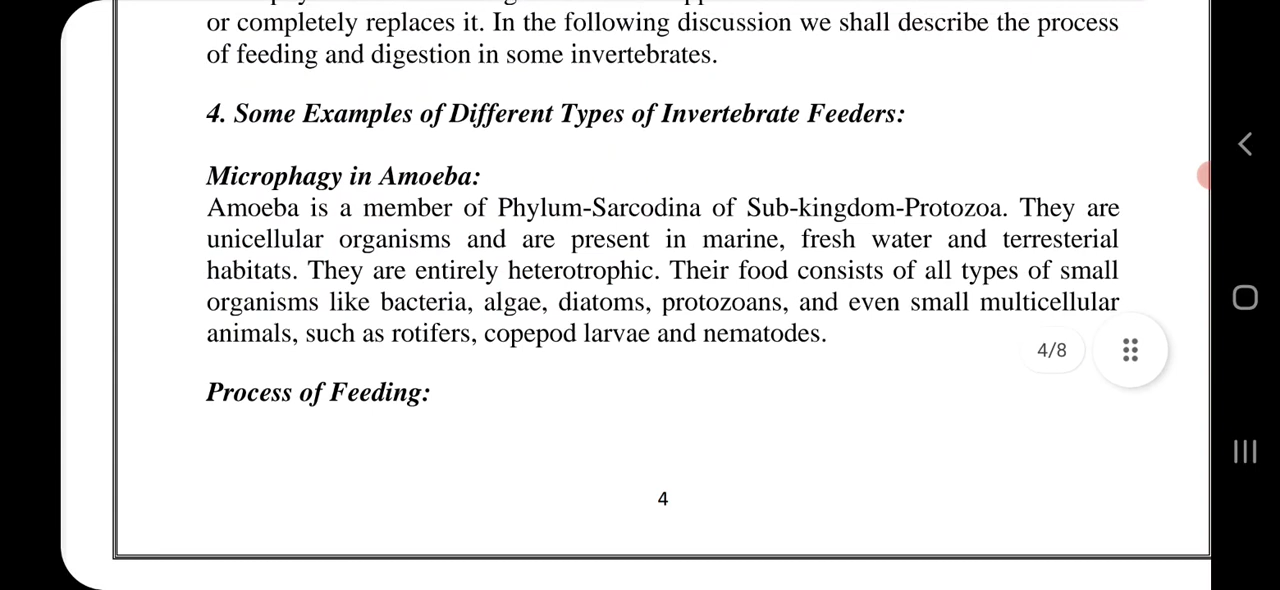 or completely replaces it. In the following discussion we shall describe the process
of feeding and digestion in some invertebrates.
4. Some Examples of Different Types of Invertebrate Feeders:
Microphagy in Amoeba:
Amoeba is a member of Phylum-Sarcodina of Sub-kingdom-Protozoa. They are
unicellular organisms and are present in marine, fresh water and terresterial
habitats. They are entirely heterotrophic. Their food consists of all types of small
organisms like bacteria, algae, diatoms, protozoans, and even small multicellular
animals, such as rotifers, copepod larvae and nematodes.
4/8
Process of Feeding:
4